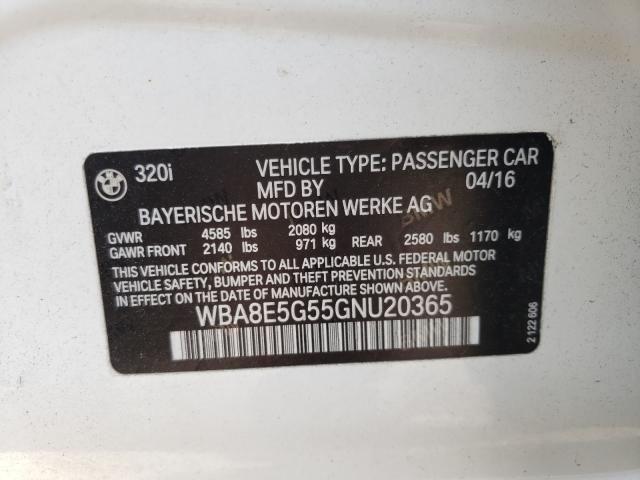 320i VEHICLE TYPE: PASSENGER CAR
MFD BY 04/16
BAYERISCHE MOTOREN WERKE AG
GVWR 4585 lbs 2080 kg
GAWR FRONT 2140 lbs 971 kg REAR 2580 lbs 1170 kg
THIS VEHICLE CONFORMS TO ALL APPLICABLE U.S. FEDERAL MOTOR
VEHICLE SAFETY, BUMPER AND THEFT PREVENTION STANDARDS
IN EFFECT ON THE DATE OF MANUFACTURE SHOWN ABOVE.
WBA8E5G55GNU20365
2 122 606
BMW